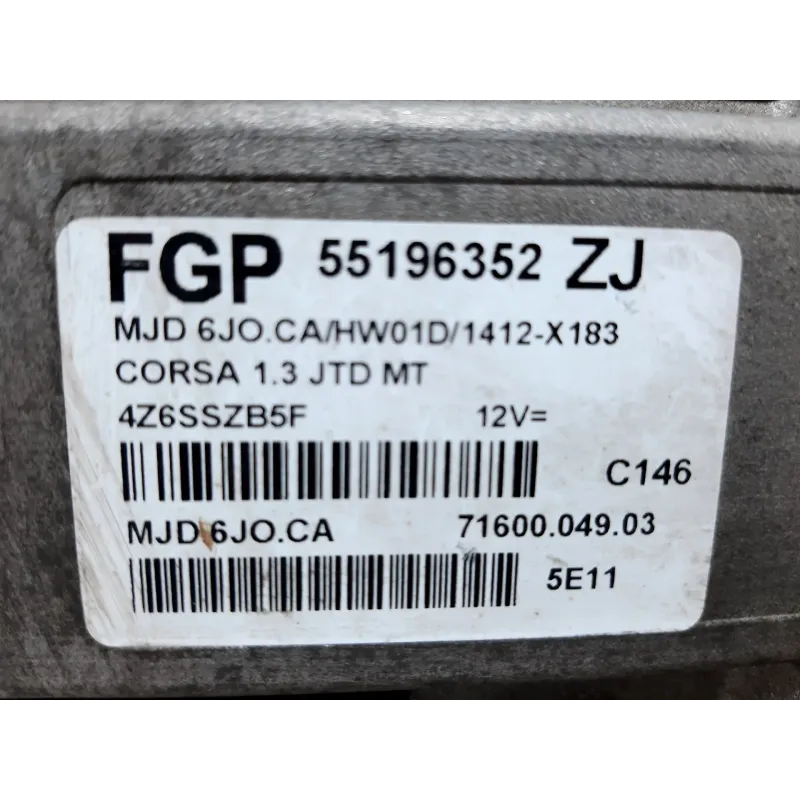 FGP 55196352 ZJ
MJD 6JO.CA/HW01D/1412-X183
CORSA 1.3 JTD MT
4Z6SSZB5F 12V=
C146
MJD 6JO.CA 71600.049.03
5E11